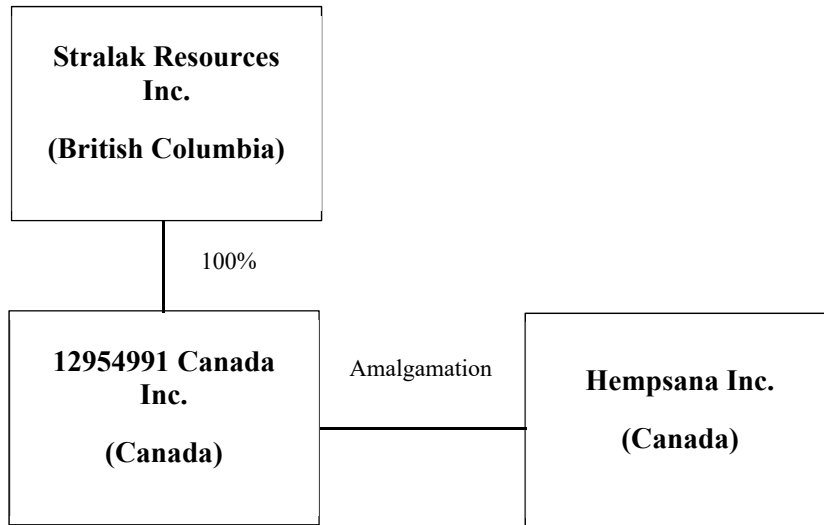 Stralak Resources
Inc.
(British Columbia)
100%
12954991 Canada
Inc.
(Canada)
Amalgamation
Hempsana Inc.
(Canada)